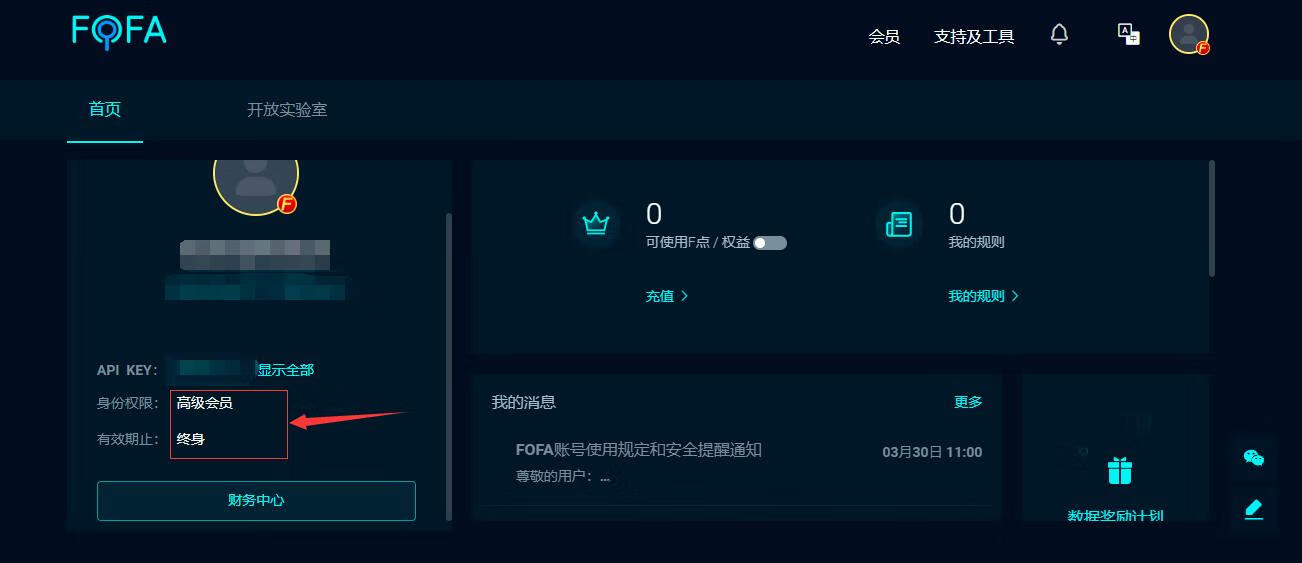 FOFA
会员 支持及工具
首页 开放实验室
F
API KEY: 显示全部
身份权限: 高级会员
有效期止: 终身
财务中心
0
可使用F点 / 权益
充值 >
0
我的规则
我的规则 >
我的消息 更多
FOFA账号使用规定和安全提醒通知 03月30日 11:00
尊敬的用户: ...
数据奖励计划